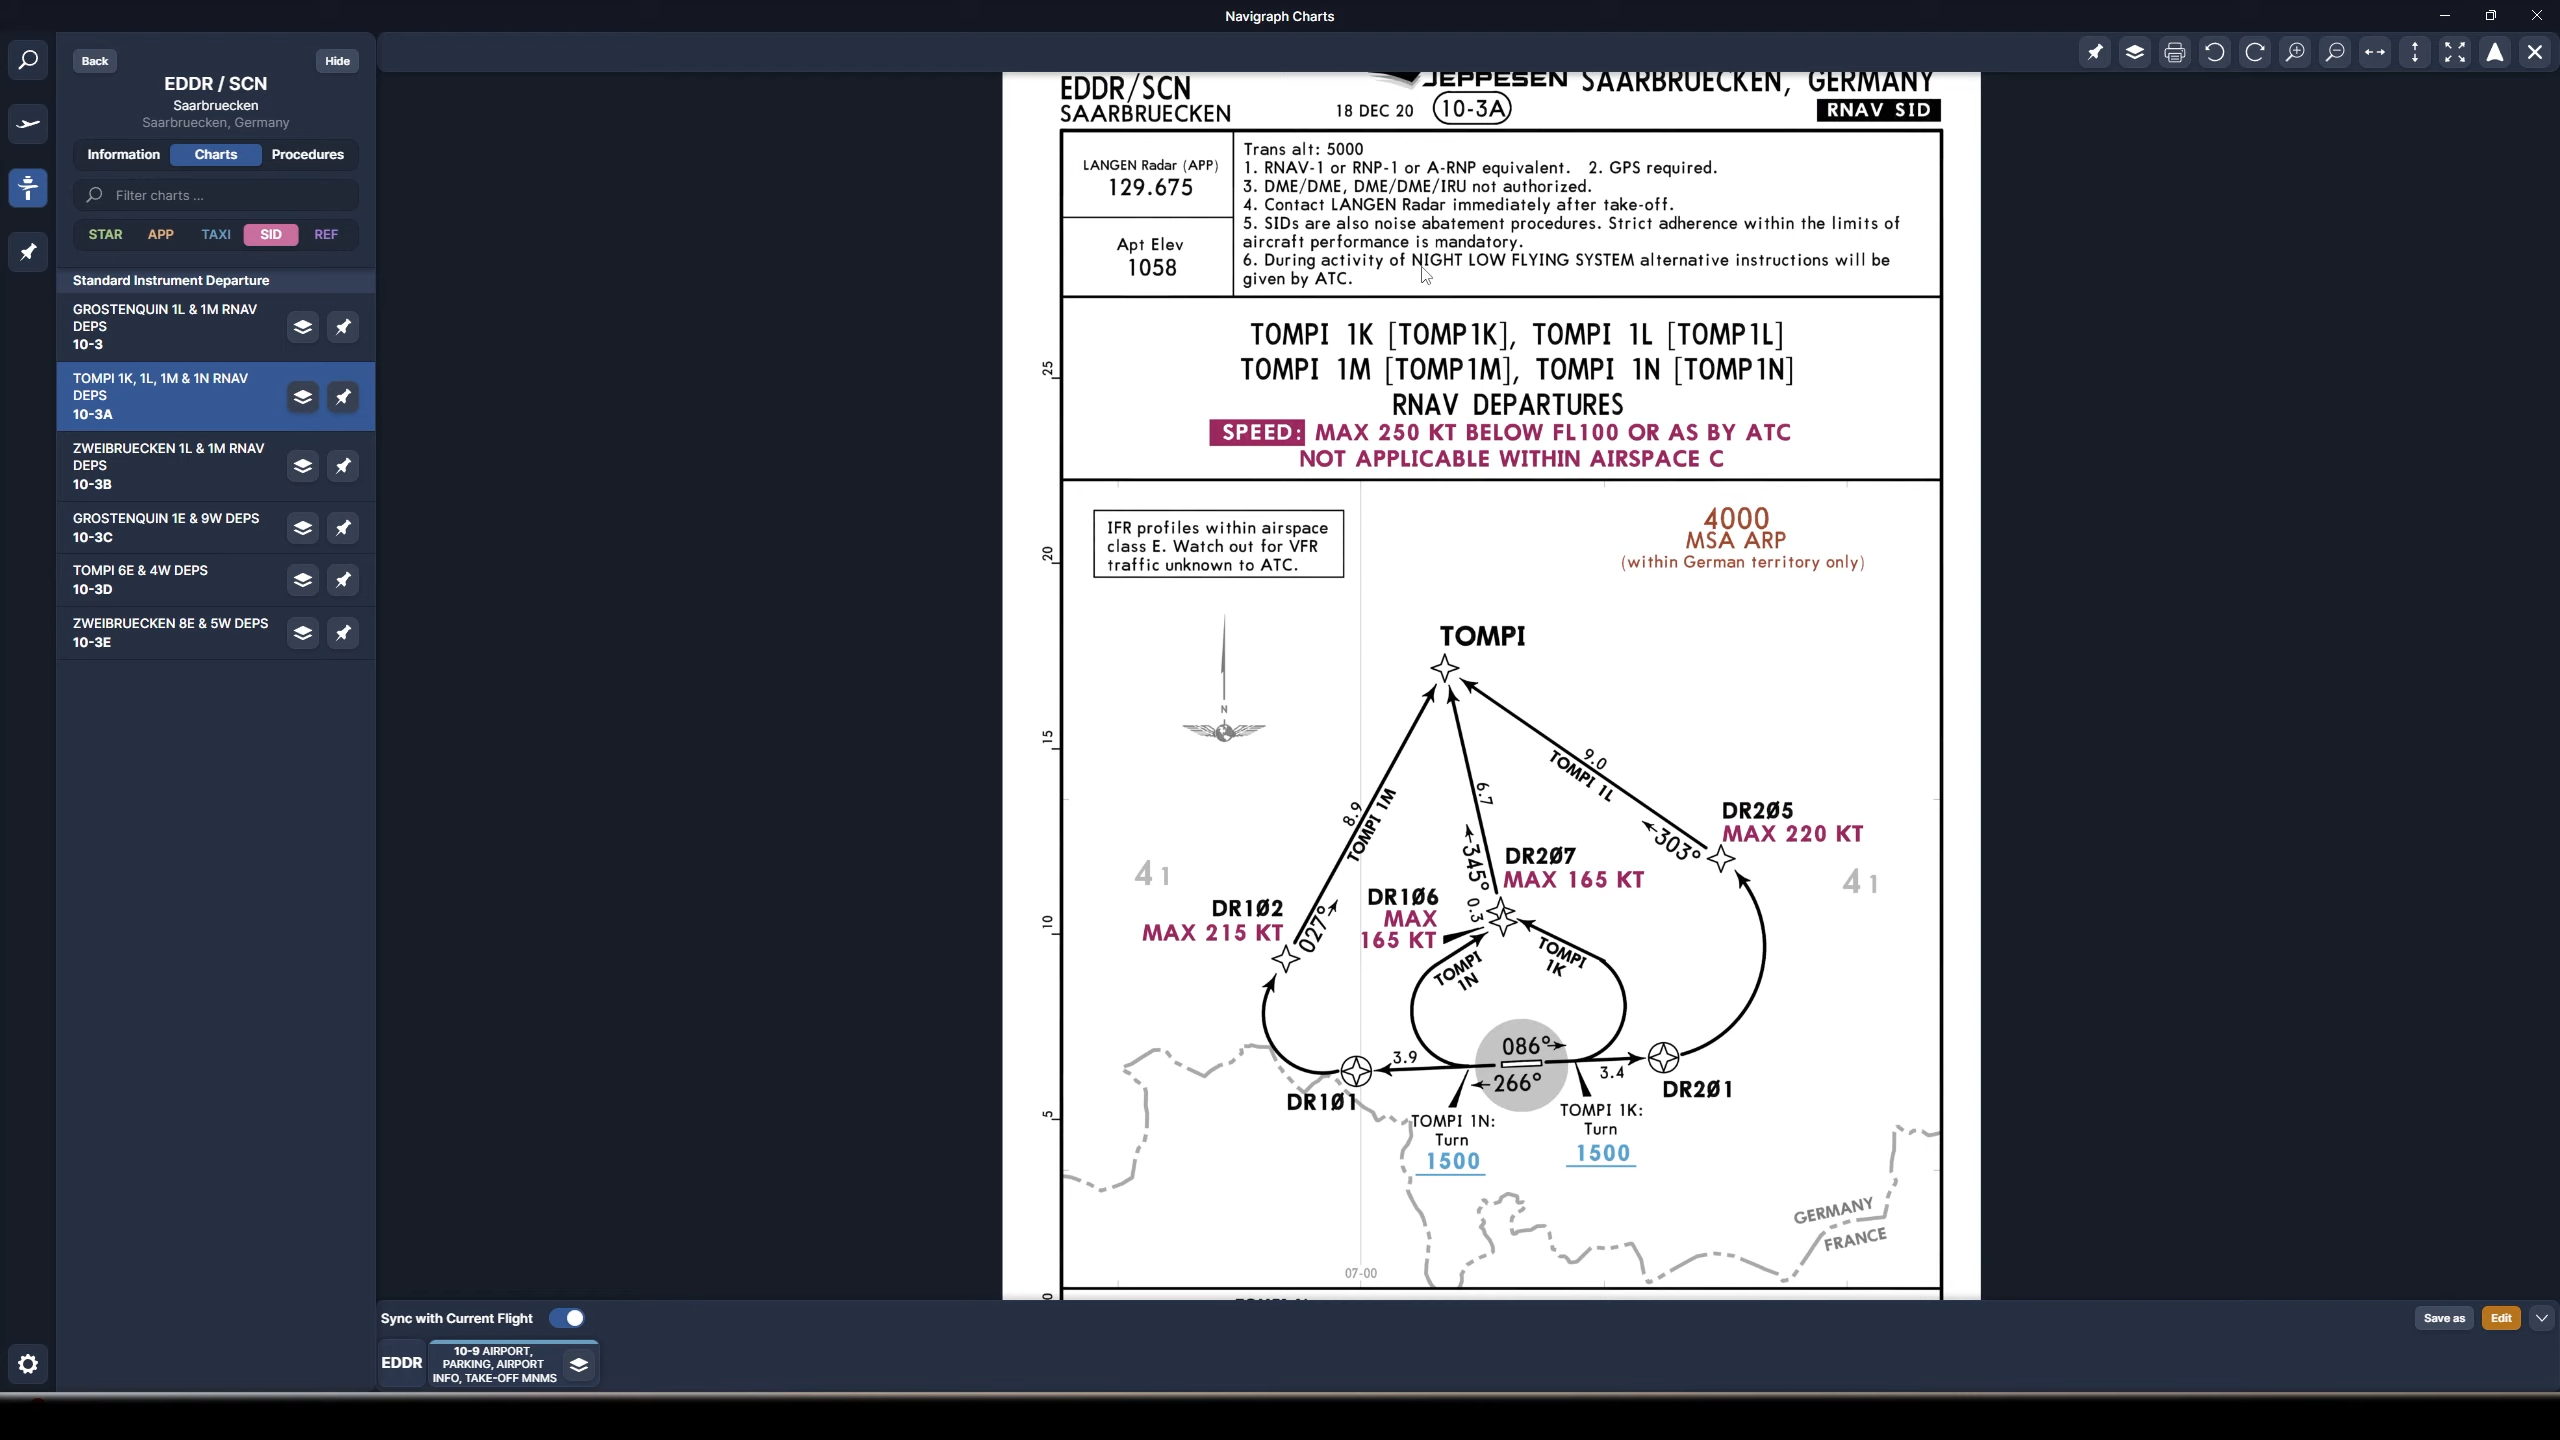 Navigraph Charts
Back
Hide
EDDR / SCN
Saarbruecken
Saarbruecken, Germany
Information
Charts
Procedures
Filter charts ...
STAR
APP
TAXI
SID
REF
Standard Instrument Departure
GROSTENQUIN 1L & 1M RNAV
DEPS
10-3
TOMPI 1K, 1L, 1M & 1N RNAV
DEPS
10-3A
ZWEIBRUECKEN 1L & 1M RNAV
DEPS
10-3B
GROSTENQUIN 1E & 9W DEPS
10-3C
TOMPI 6E & 4W DEPS
10-3D
ZWEIBRUECKEN 8E & 5W DEPS
10-3E
EDDR/SCN
SAARBRUECKEN
JEPPESEN
SAARBUECKEN, GERMANY
18 DEC 20
10-3A
RNAV SID
LANGEN Radar (APP)
129.675
Apt Elev
1058
Trans alt: 5000
1. RNAV-1 or RNP-1 or A-RNP equivalent. 2. GPS required.
3. DME/DME, DME/DME/IRU not authorized.
4. Contact LANGEN Radar immediately after take-off.
5. SIDs are also noise abatement procedures. Strict adherence within the limits of
aircraft performance is mandatory.
6. During activity of NIGHT LOW FLYING SYSTEM alternative instructions will be
given by ATC.
TOMPI 1K [TOMP1K], TOMPI 1L [TOMP1L]
TOMPI 1M [TOMP1M], TOMPI 1N [TOMP1N]
RNAV DEPARTURES
SPEED: MAX 250 KT BELOW FL100 OR AS BY ATC
NOT APPLICABLE WITHIN AIRSPACE C
25
20
15
10
5
0
IFR profiles within airspace
class E. Watch out for VFR
traffic unknown to ATC.
4000
MSA ARP
(within German territory only)
N
TOMPI
9.0
TOMPI 1L
8.9
TOMPI 1M
6.7
DR205
MAX 220 KT
303°
345°
DR207
MAX 165 KT
41
41
DR102
MAX 215 KT
027°
DR106
MAX
165 KT
0.3
TOMPI
1N
TOMPI
1K
086°
266°
3.9
3.4
DR101
DR201
TOMPI 1N:
Turn
1500
TOMPI 1K:
Turn
1500
GERMANY
FRANCE
07-00
Sync with Current Flight
Save as
Edit
EDDR
10-9 AIRPORT,
PARKING, AIRPORT
INFO, TAKE-OFF MNMS